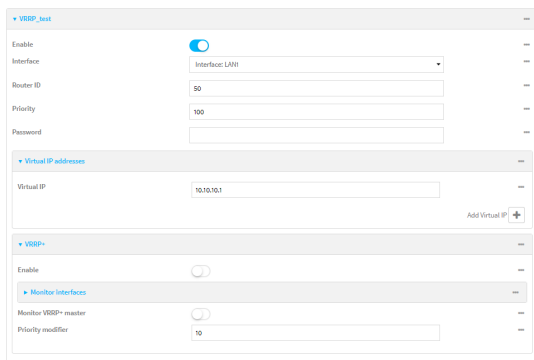 VRRP_test
Enable
Interface
Interface: LAN1
Router ID
50
Priority
100
Password
Virtual IP addresses
Virtual IP
10.10.10.1
Add Virtual IP
VRRP+
Enable
Monitor interfaces
Monitor VRRP+ master
Priority modifier
10